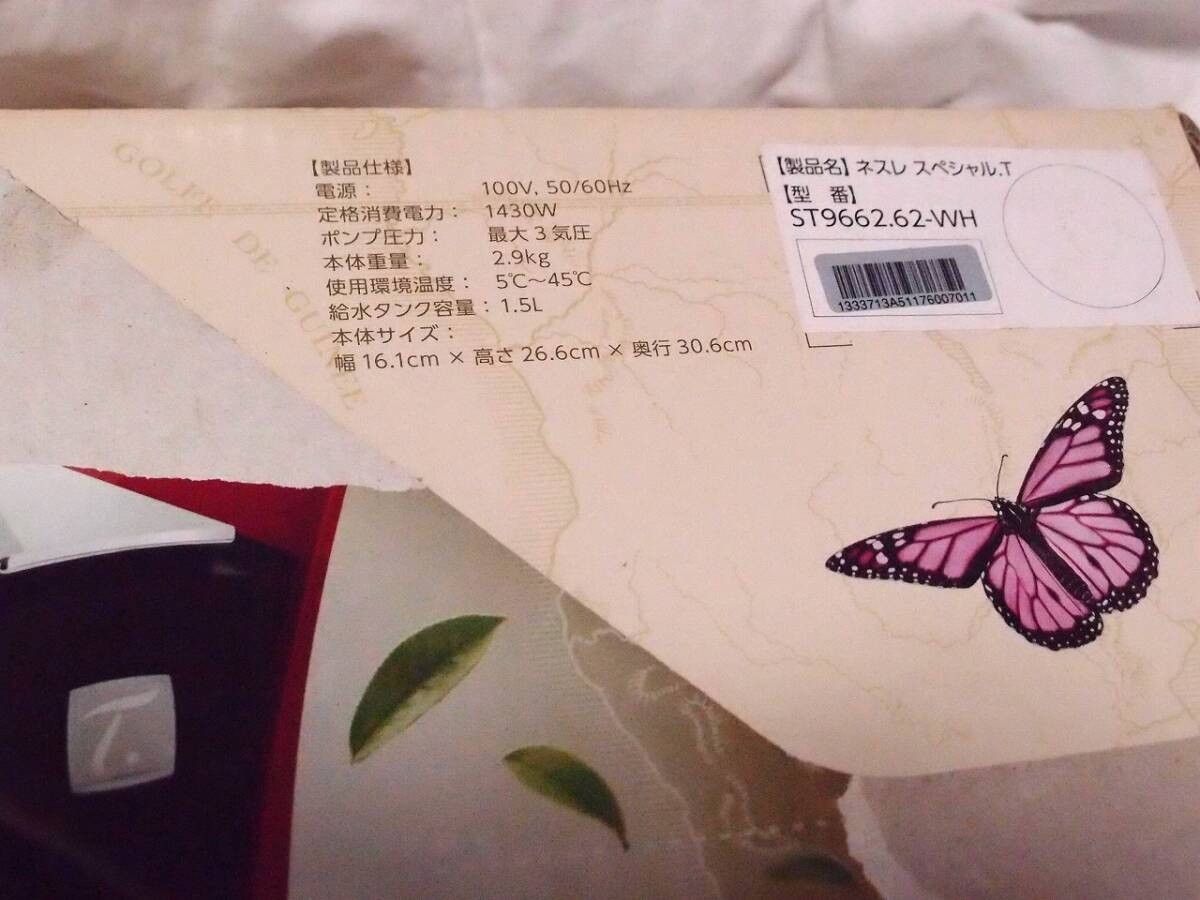 GOLFE
DE
【製品仕様】
電源： 100V, 50/60Hz
定格消費電力： 1430W
ポンプ圧力： 最大３気圧
本体重量： 2.9kg
使用環境温度： 5℃〜45℃
給水タンク容量： 1.5L
本体サイズ：
幅 16.1cm × 高さ 26.6cm × 奥行 30.6cm
【製品名】 ネスレ スペシャル.T
【型 番】
ST9662.62-WH
1333713A51176007011
T.